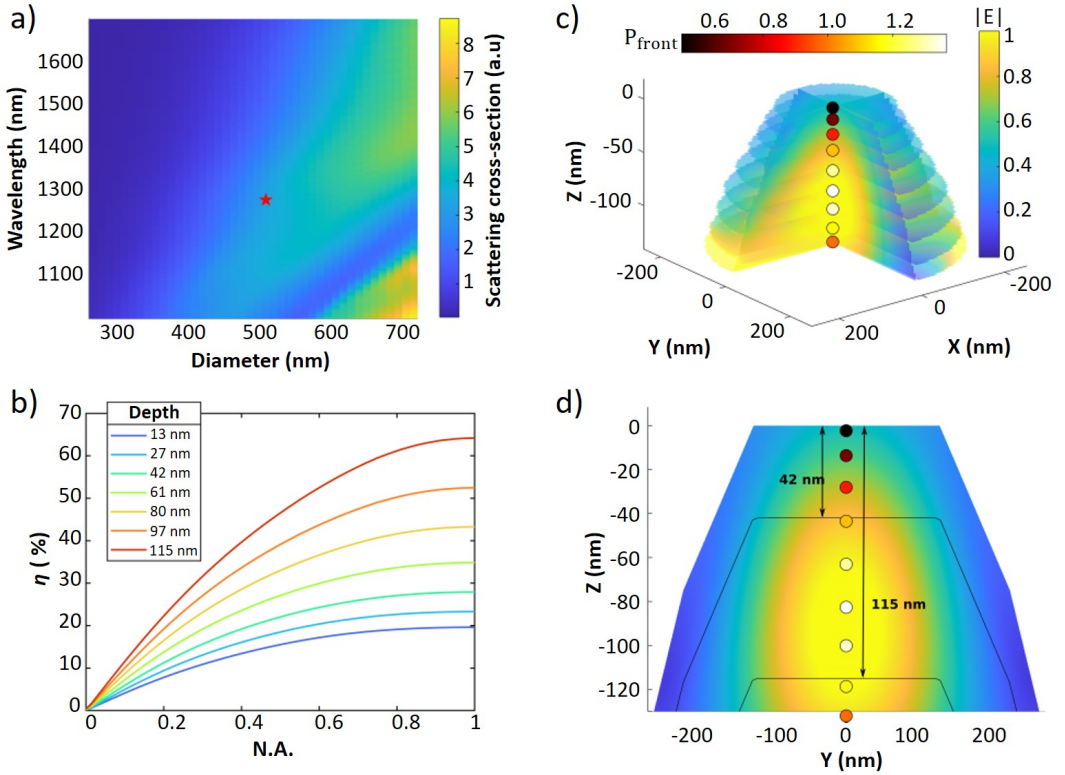 a)
1600
1500
1400
1300
1200
1100
Wavelength (nm)
300 400 500 600 700
Diameter (nm)
8
7
6
5
4
3
2
1
Scattering cross-section (a.u)
c)
0.6 0.8 1.0 1.2
P front
|E|
1
0.8
0.6
0.4
0.2
0
0
-50
-100
Z (nm)
-200
0
200
Y (nm)
200
0
-200
X (nm)
b)
70
60
50
40
30
20
10
0
η (%)
Depth
13 nm
27 nm
42 nm
61 nm
80 nm
97 nm
115 nm
0 0.2 0.4 0.6 0.8 1
N.A.
d)
0
-20
-40
-60
-80
-100
-120
Z (nm)
42 nm
115 nm
-200 -100 0 100 200
Y (nm)